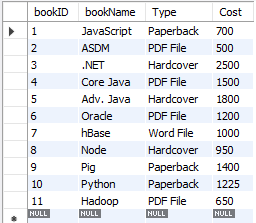 bookID bookName Type Cost
1 JavaScript Paperback 700
2 ASDM PDF File 500
3 .NET Hardcover 2500
4 Core Java PDF File 1500
5 Adv. Java Hardcover 1800
6 Oracle PDF File 1200
7 hBase Word File 1000
8 Node Hardcover 950
9 Pig Paperback 1400
10 Python Paperback 1225
11 Hadoop PDF File 650
NULL NULL NULL NULL